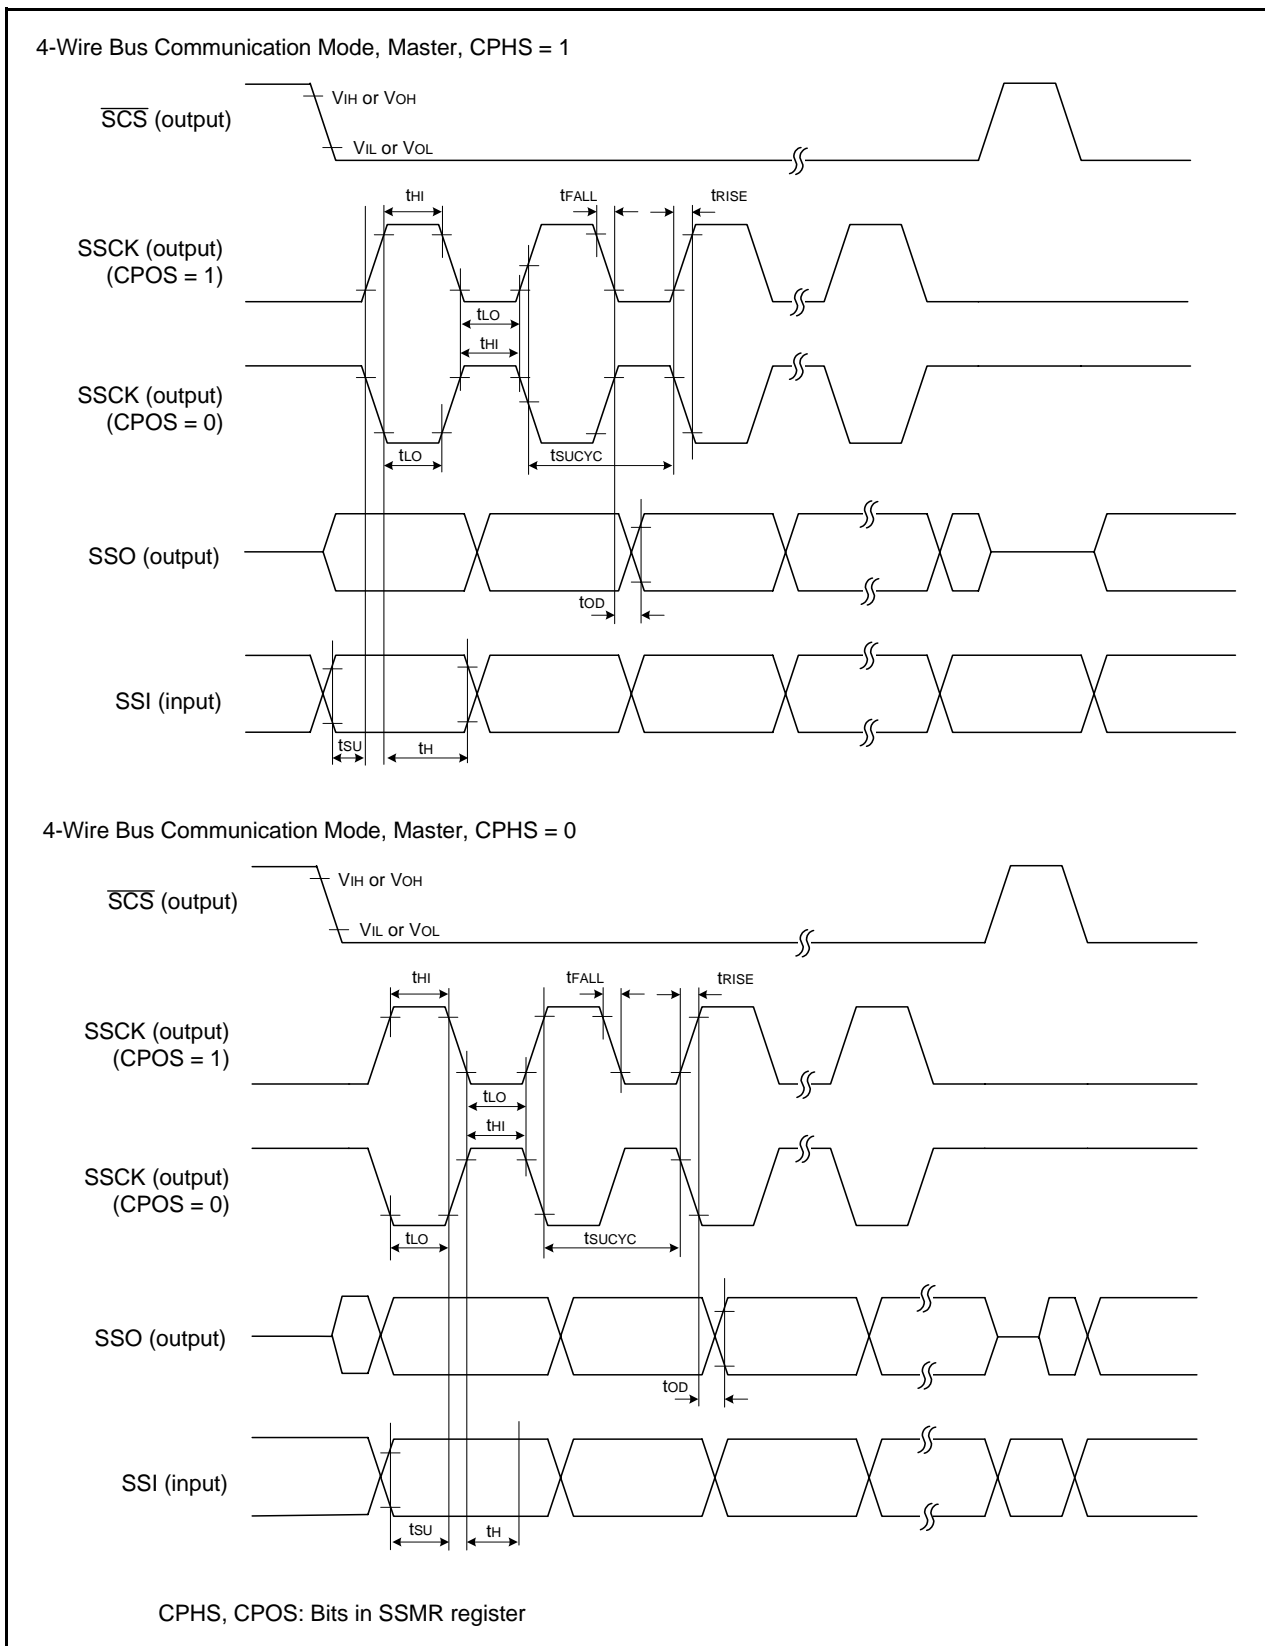 4-Wire Bus Communication Mode, Master, CPHS = 1
VIH or VOH
SCS (output)
VIL or VOL
tHI
tFALL
tRISE
SSCK (output)
(CPOS = 1)
tLO
tHI
SSCK (output)
(CPOS = 0)
tLO
tSUCYC
SSO (output)
tOD
SSI (input)
tSU
tH
4-Wire Bus Communication Mode, Master, CPHS = 0
VIH or VOH
SCS (output)
VIL or VOL
tHI
tFALL
tRISE
SSCK (output)
(CPOS = 1)
tLO
tHI
SSCK (output)
(CPOS = 0)
tLO
tSUCYC
SSO (output)
tOD
SSI (input)
tSU
tH
CPHS, CPOS: Bits in SSMR register